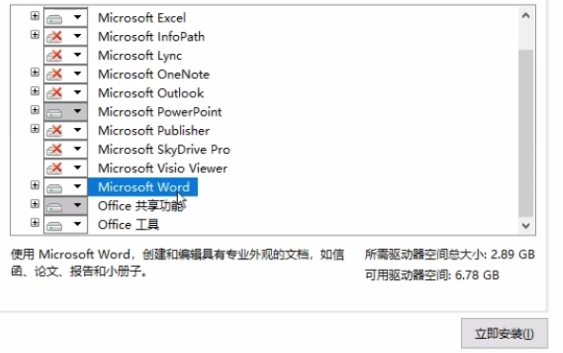 Microsoft Excel
Microsoft InfoPath
Microsoft Lync
Microsoft OneNote
Microsoft Outlook
Microsoft PowerPoint
Microsoft Publisher
Microsoft SkyDrive Pro
Microsoft Visio Viewer
Microsoft Word
Office 共享功能
Office 工具
使用 Microsoft Word，创建和编辑具有专业外观的文档，如信
函、论文、报告和小册子。
所需驱动器空间总大小: 2.89 GB
可用驱动器空间: 6.78 GB
立即安装(I)